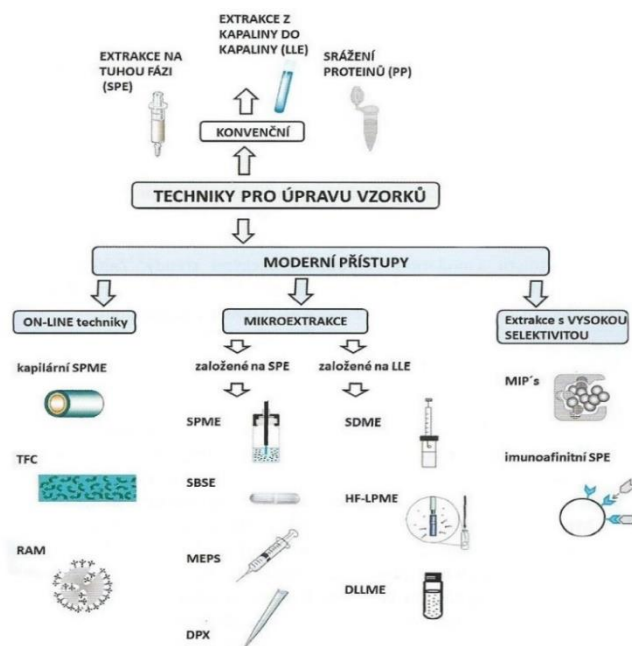 EXTRAKCE Z
KAPALINY DO
KAPALINY (LLE)
EXTRAKCE NA
TUHOU FÁZI
(SPE)
SRÁŽENÍ
PROTEINŮ (PP)
KONVENČNÍ
TECHNIKY PRO ÚPRAVU VZORKŮ
MODERNÍ PŘÍSTUPY
ON-LINE techniky
MIKROEXTRAKCE
Extrakce s VYSOKOU
SELEKTIVITOU
kapilární SPME
založené na SPE
založené na LLE
MIP´s
SPME
SDME
TFC
imunoafinitní SPE
SBSE
HF-LPME
RAM
MEPS
DLLME
DPX